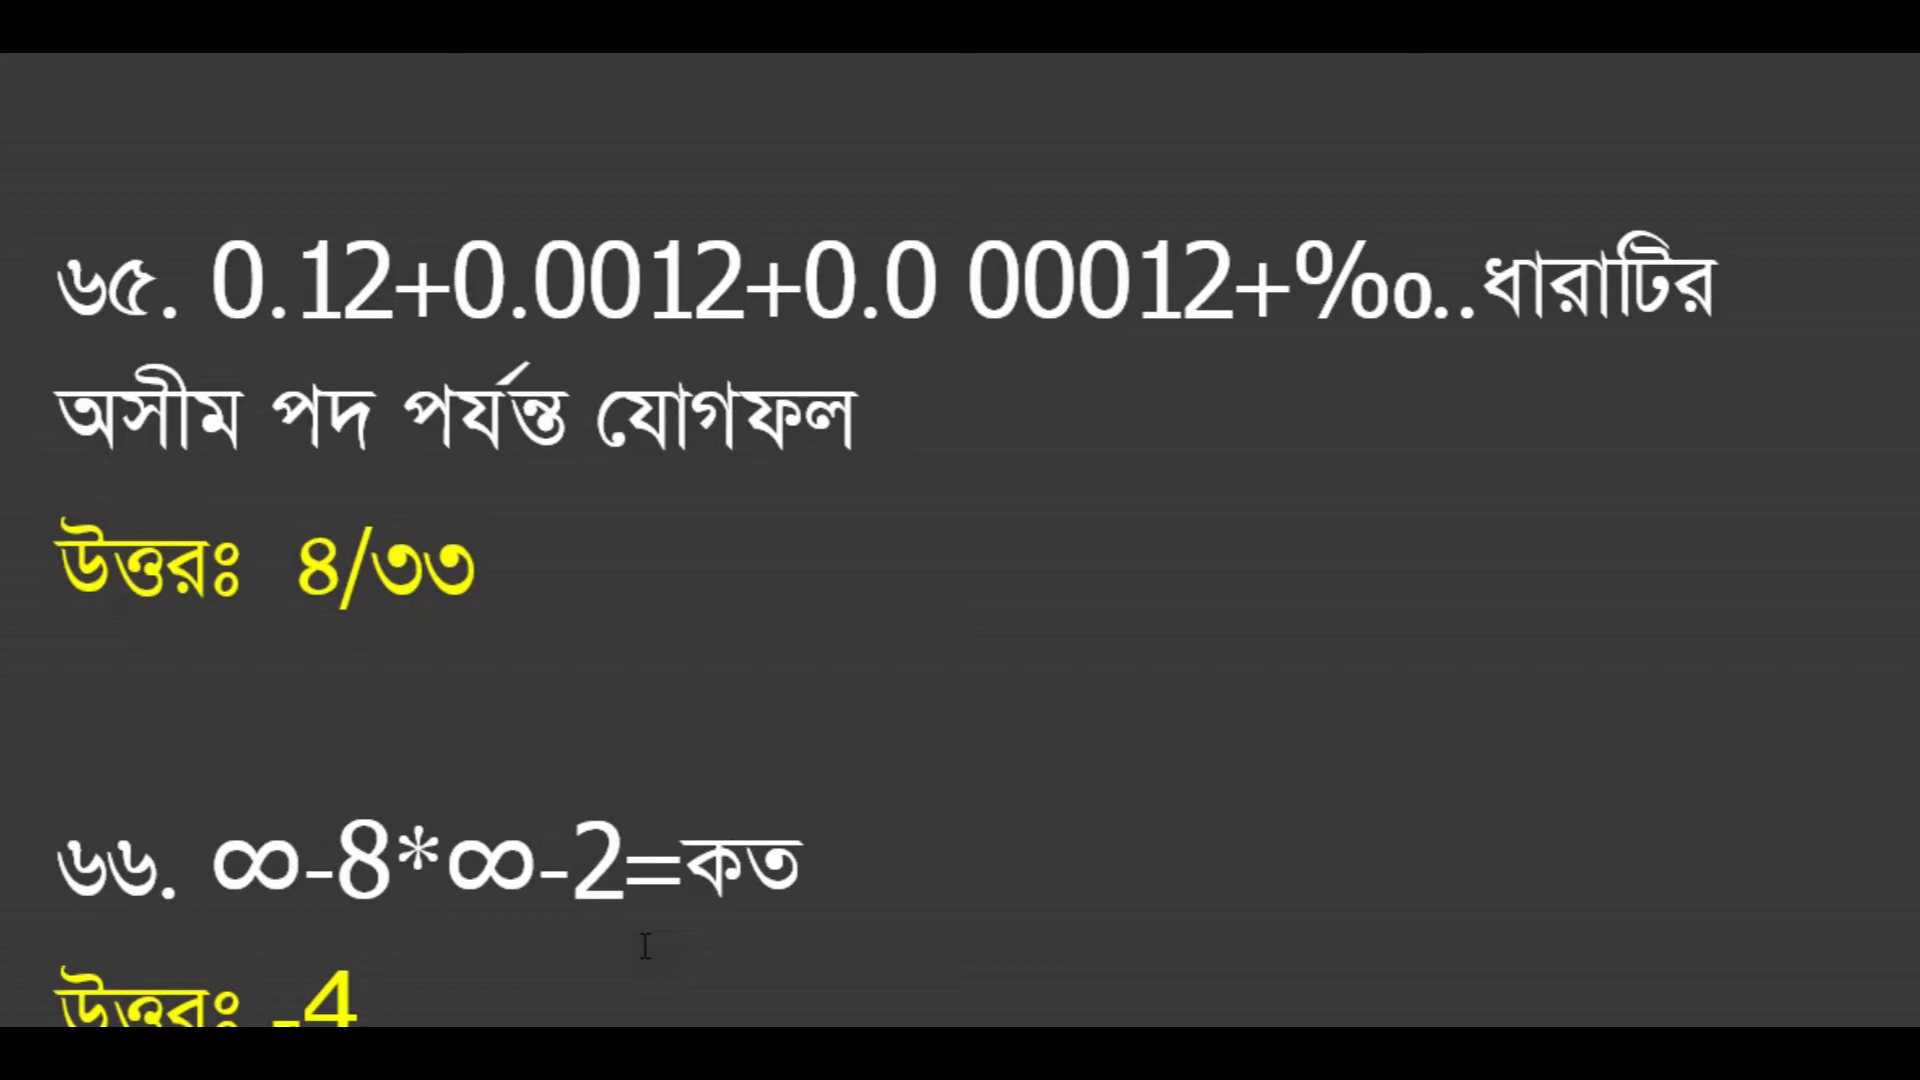 ৬৫. 0.12+0.0012+0.0 00012+‰..ধারাটির
অসীম পদ পর্যন্ত যোগফল
উত্তরঃ ৪/৩৩
৬৬. ∞-8*∞-2=কত
উত্তরঃ -4